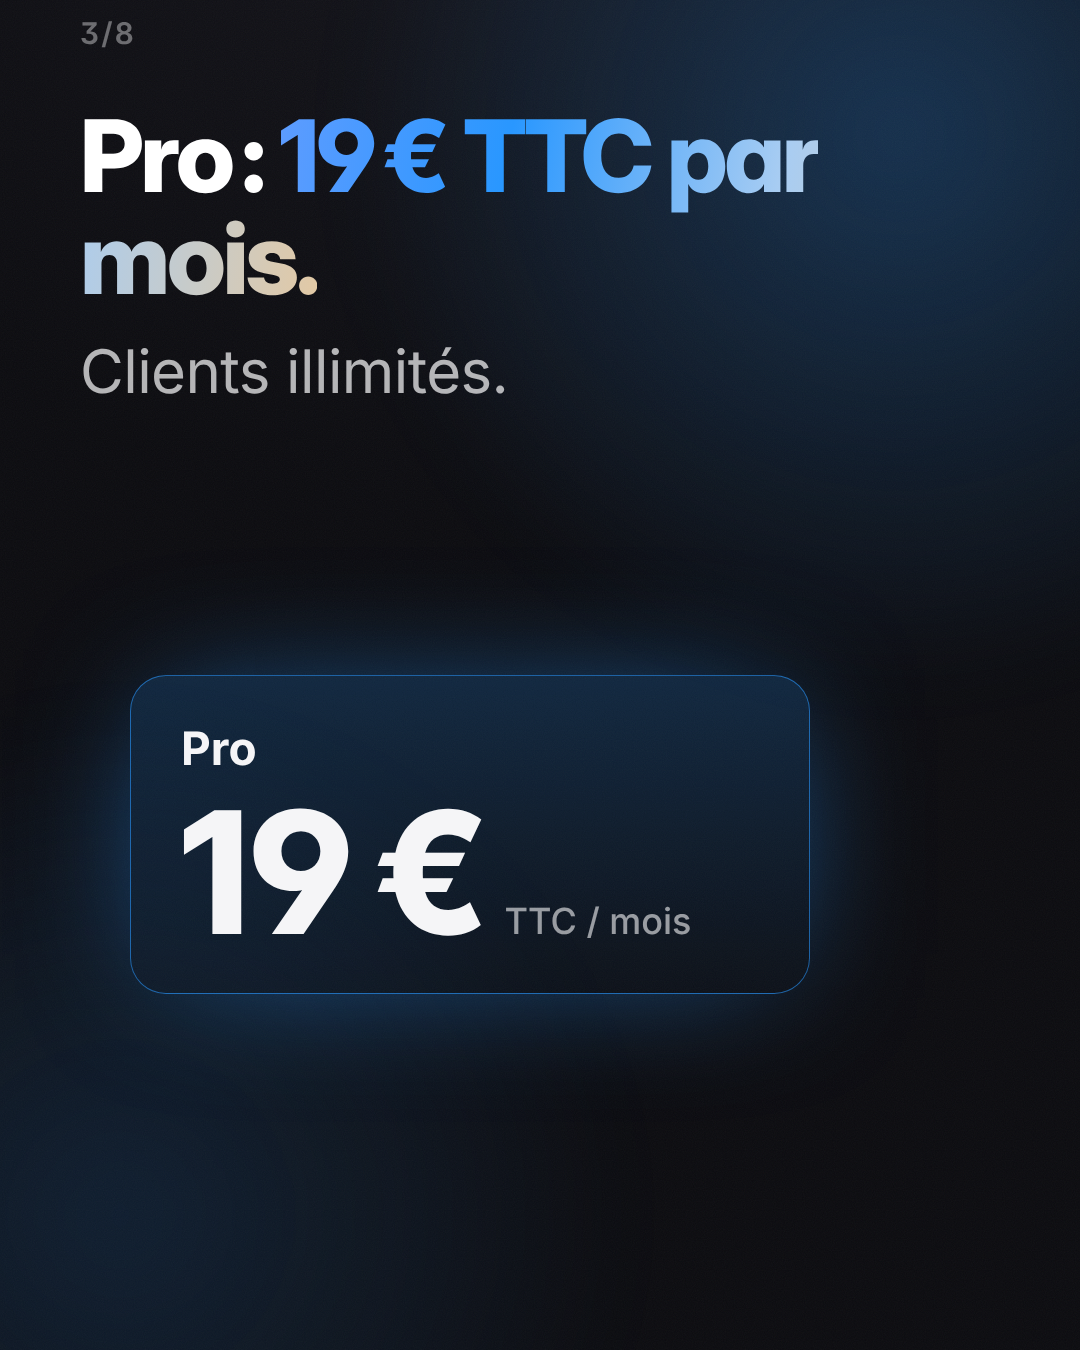 3/8
Pro : 19 € TTC par
mois.
Clients illimités.
Pro
19 € TTC / mois